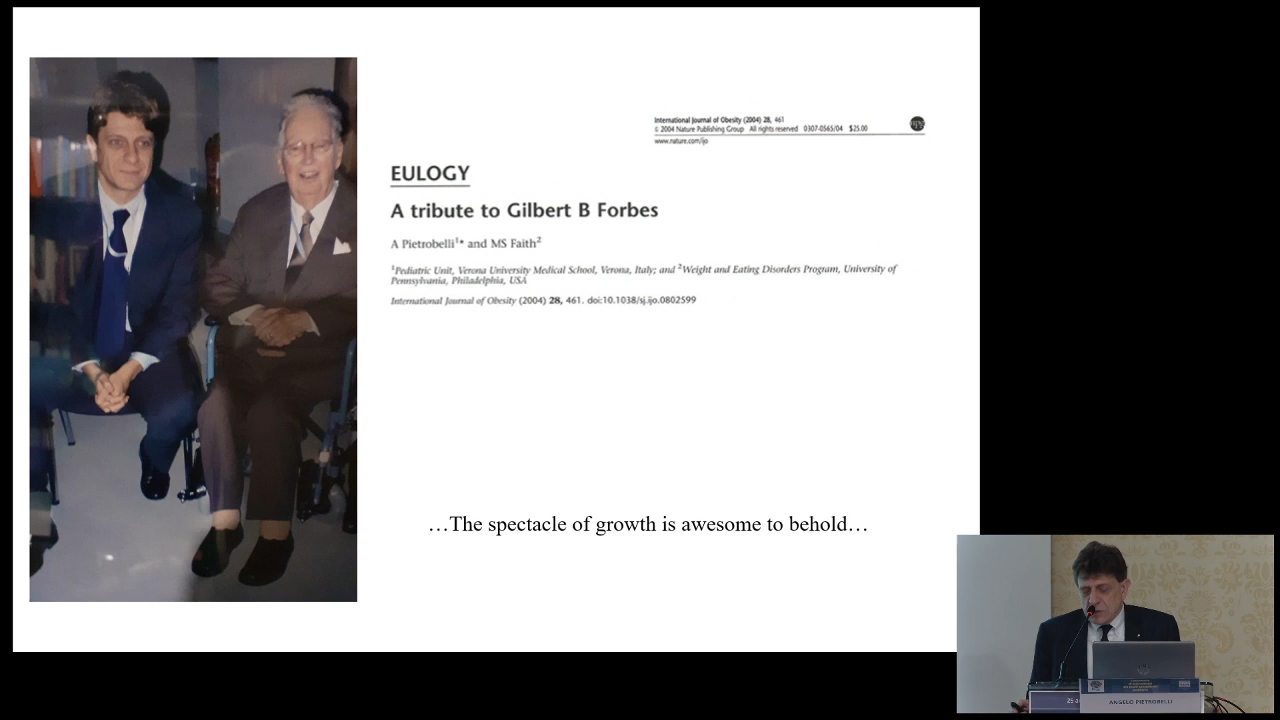 International Journal of Obesity (2004) 28, 461
© 2004 Nature Publishing Group All rights reserved 0307-0565/04 $25.00
www.nature.com/ijo
EULOGY
A tribute to Gilbert B Forbes
A Pietrobelli1* and MS Faith2
1Pediatric Unit, Verona University Medical School, Verona, Italy; and 2Weight and Eating Disorders Program, University of
Pennsylvania, Philadelphia, USA
International Journal of Obesity (2004) 28, 461. doi:10.1038/sj.ijo.0802599
…The spectacle of growth is awesome to behold…
ANGELO PIETROBELLI